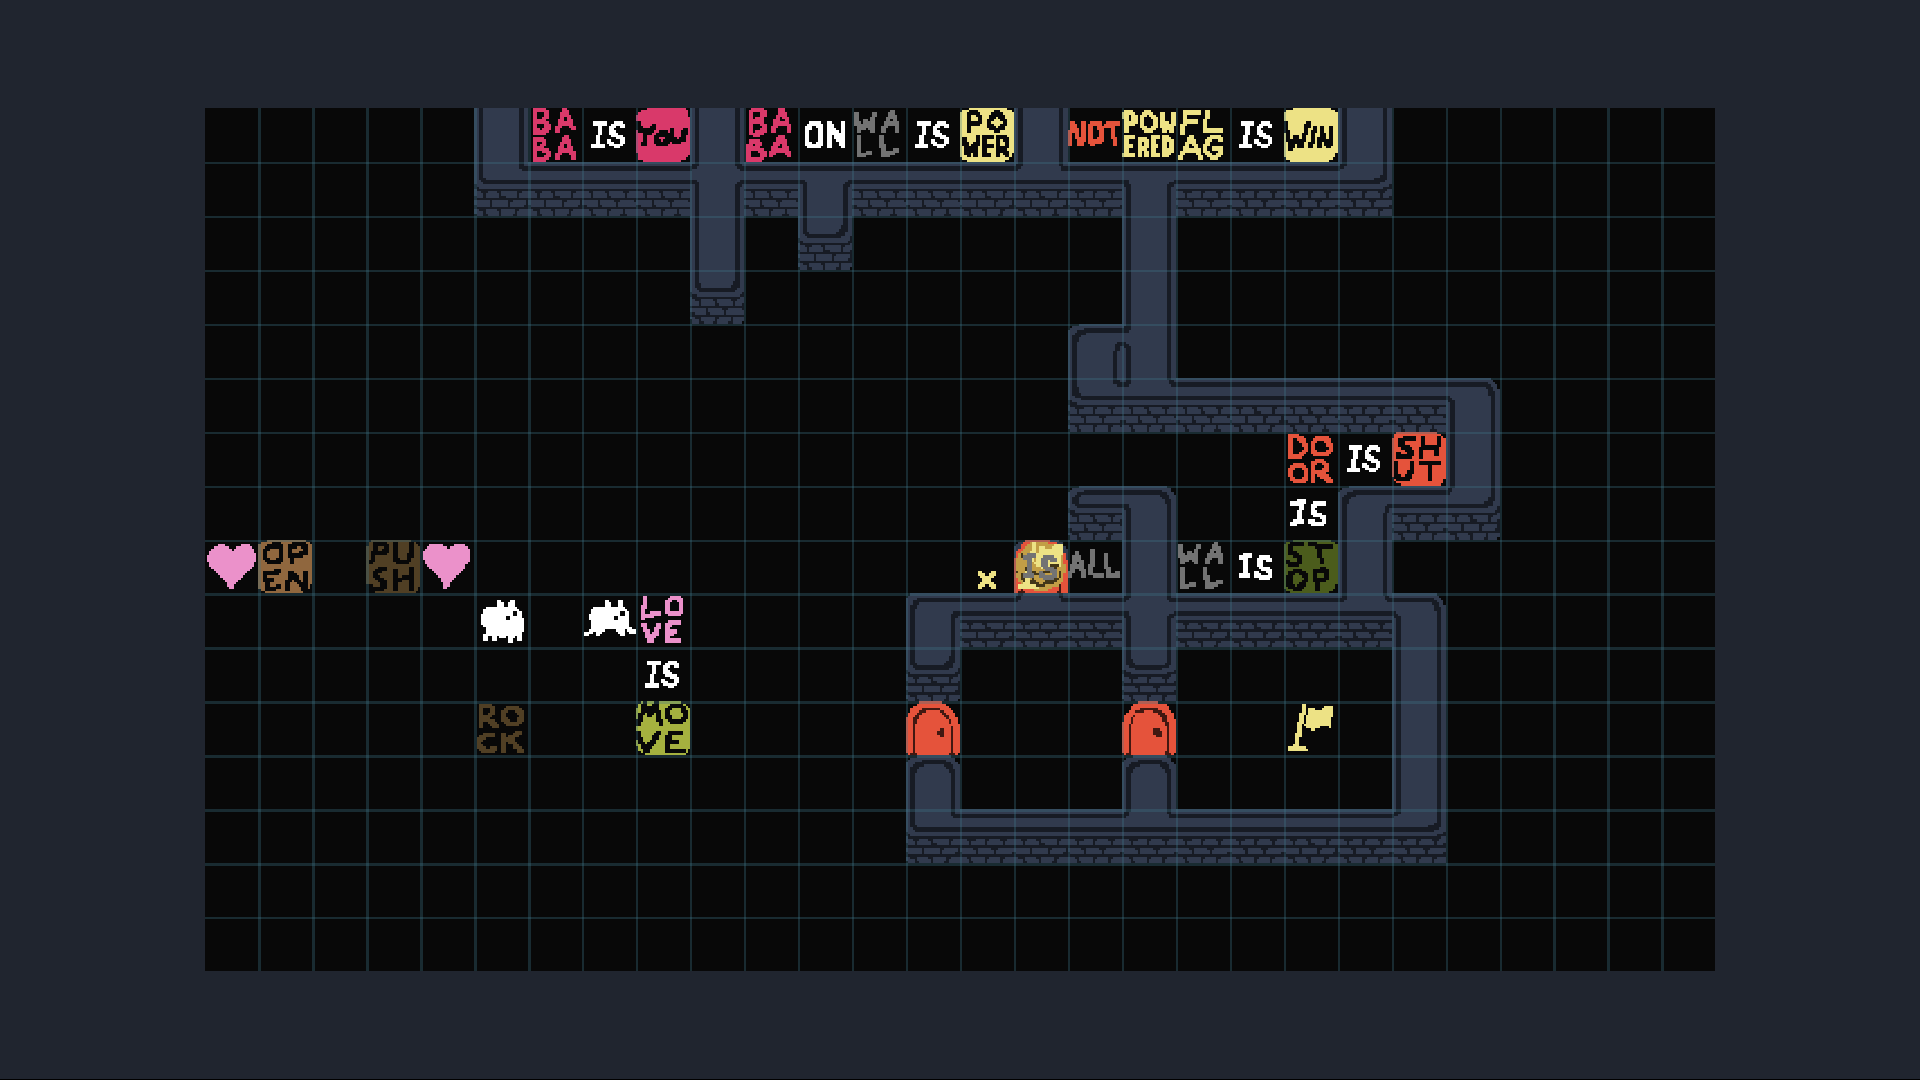 BABA IS YOU BABA ON WALL IS POWER NOT POWERED FLAG IS WIN
DOOR IS SHUT
IS
OPEN PUSH IS ALL WALL IS STOP
LOVE
IS
ROCK MOVE